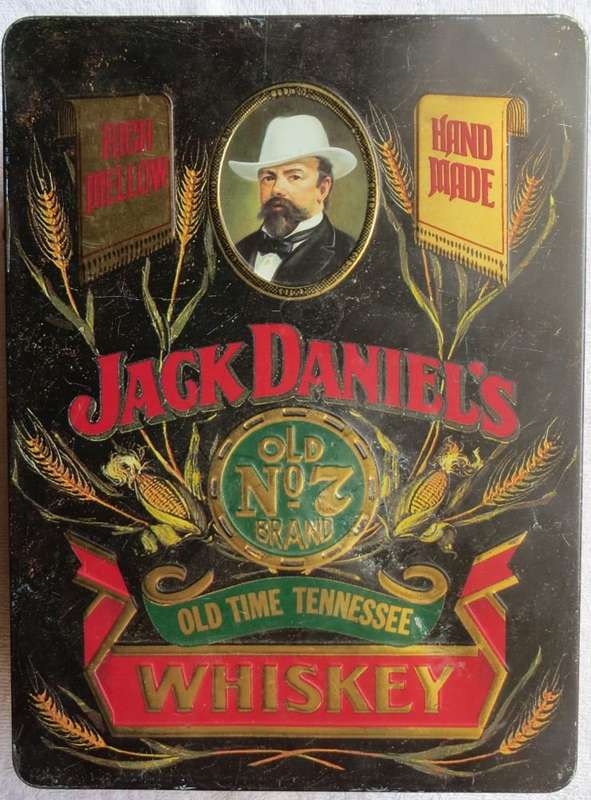 RICH
MELLOW
HAND
MADE
JACK DANIEL'S
OLD
Nº 7
BRAND
OLD TIME TENNESSEE
WHISKEY